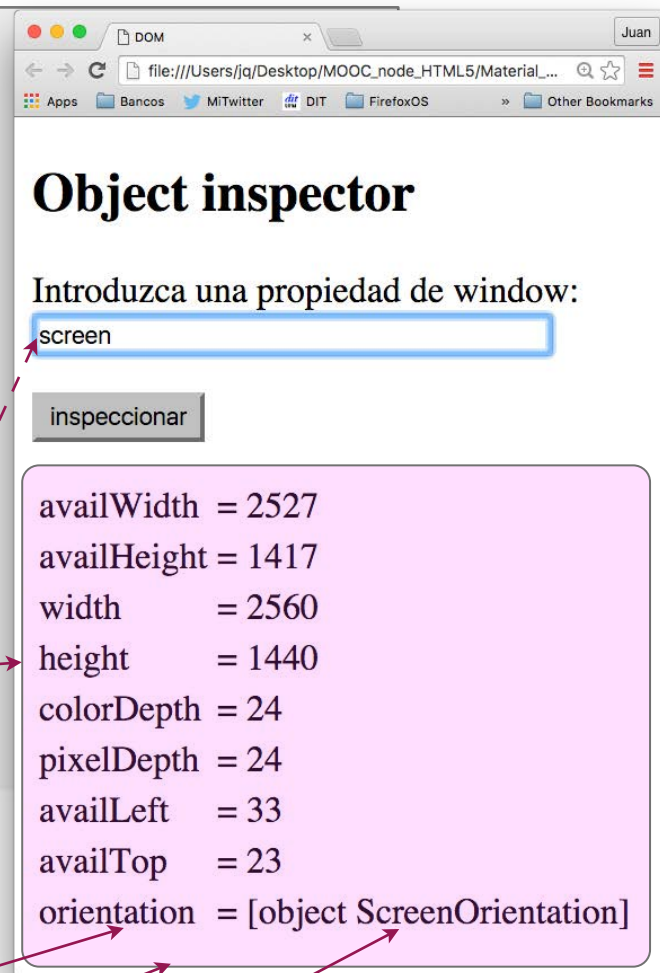 DOM
Juan
file:///Users/jq/Desktop/MOOC_node_HTML5/Material_...
Apps Bancos MiTwitter dit UPM DIT FirefoxOS » Other Bookmarks
Object inspector
Introduzca una propiedad de window:
screen
inspeccionar
availWidth = 2527
availHeight = 1417
width = 2560
height = 1440
colorDepth = 24
pixelDepth = 24
availLeft = 33
availTop = 23
orientation = [object ScreenOrientation]